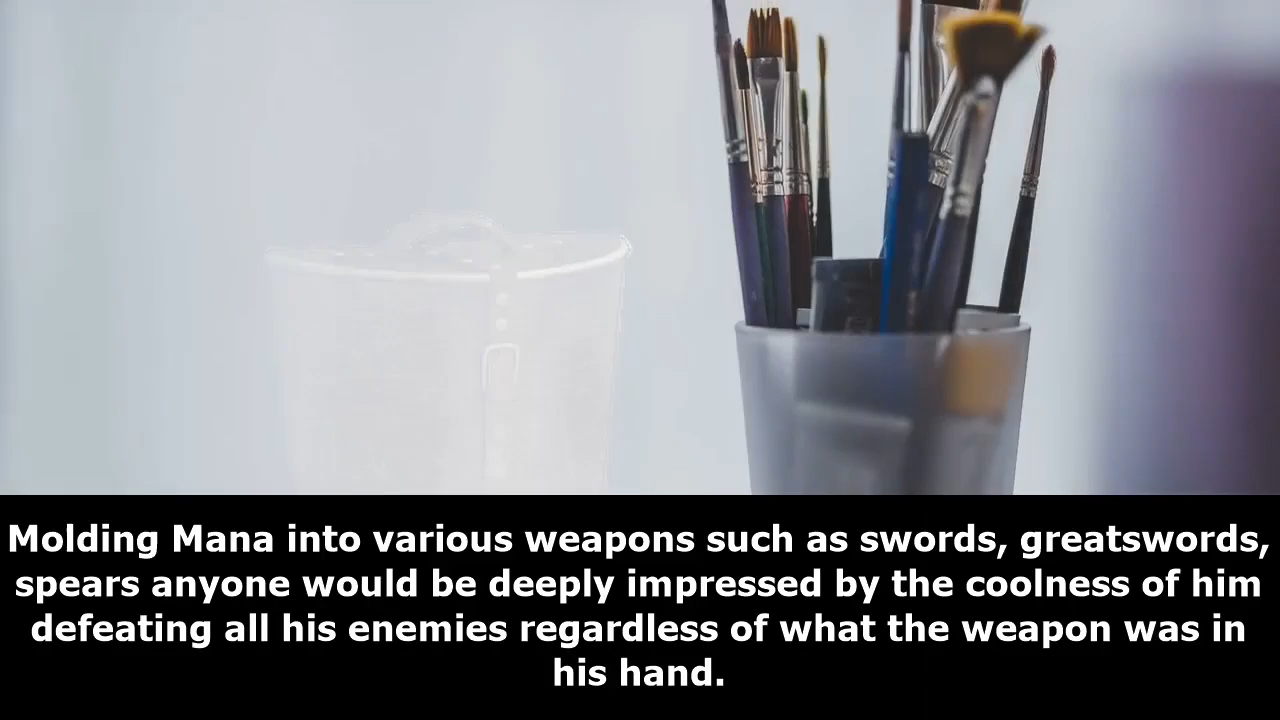 Molding Mana into various weapons such as swords, greatswords,
spears anyone would be deeply impressed by the coolness of him
defeating all his enemies regardless of what the weapon was in
his hand.